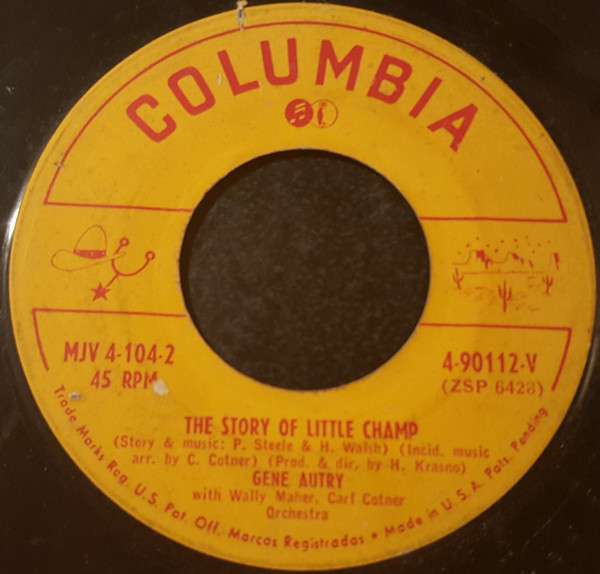 COLUMBIA
MJV 4-104-2
45 RPM
4-90112-V
(ZSP 6428)
THE STORY OF LITTLE CHAMP
(Story & music: P. Steele & H. Walsh) (Incid. music
arr. by C. Cotner) (Prod. & dir. by H. Krasno)
GENE AUTRY
with Wally Maher, Carl Cotner
Orchestra
Trade Marks Reg. U.S. Pat. Off. Marcas Registradas • Made in U.S.A. Pats. Pending